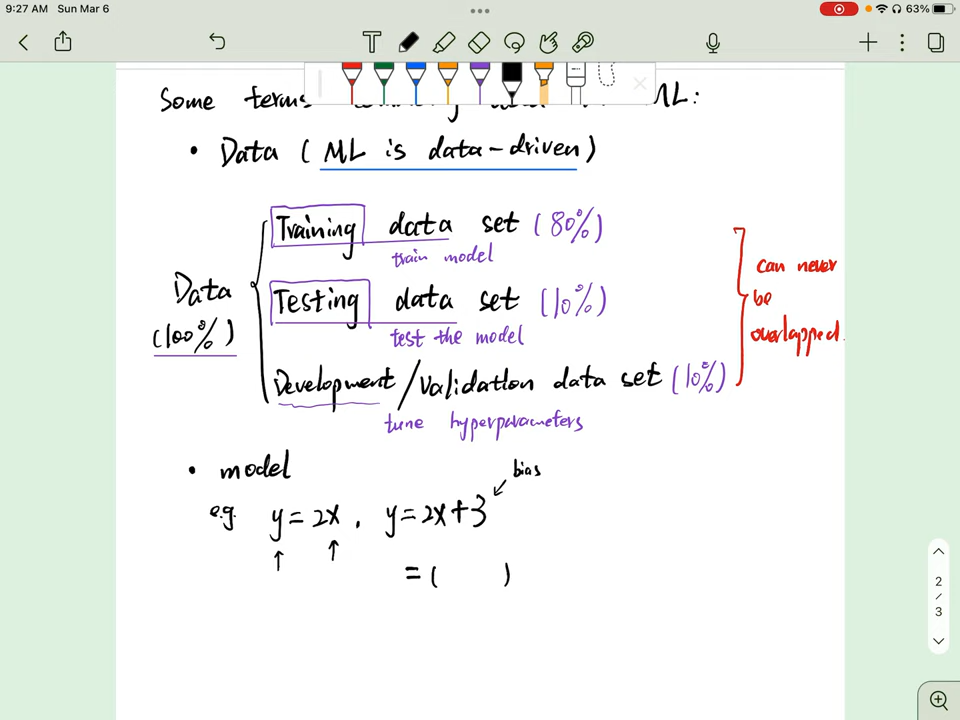 9:27 AM Sun Mar 6
63%
Some terms ML:
• Data ( ML is data-driven )
Training data set (80%)
train model
Data
(100%)
Testing data set (10%)
test the model
Development / Validation data set (10%)
tune hyperparameters
can never
be
overlapped.
• model
bias
e.g. y = 2x , y = 2x+3
= ( )
2
/
3